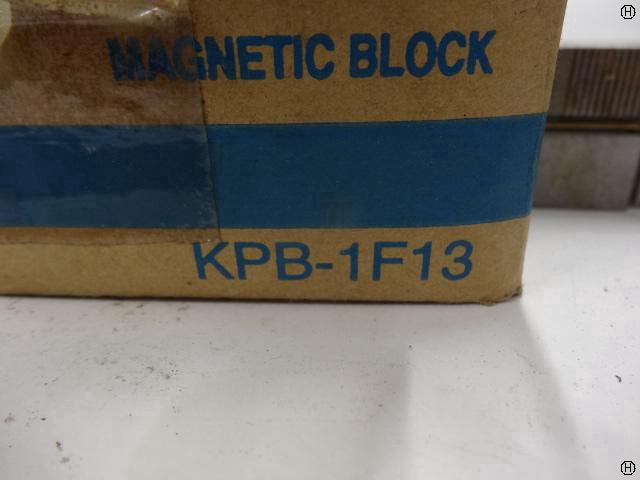 MAGNETIC BLOCK
KPB-1F13
H
H